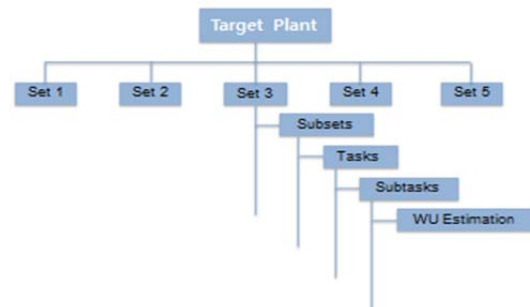 Target Plant
Set 1
Set 2
Set 3
Set 4
Set 5
Subsets
Tasks
Subtasks
WU Estimation